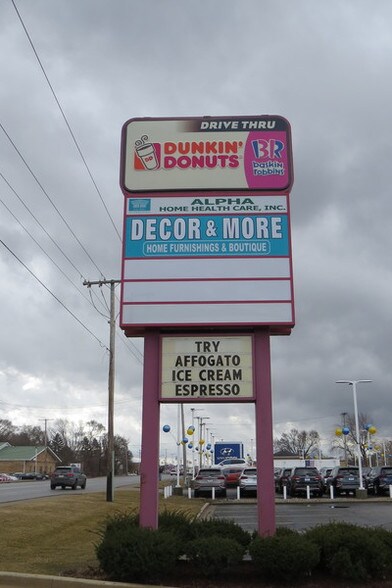 DRIVE THRU
DUNKIN'
DONUTS
BR
baskin
robbins
ALPHA
HOME HEALTH CARE, INC.
DECOR & MORE
HOME FURNISHINGS & BOUTIQUE
TRY
AFFOGATO
ICE CREAM
ESPRESSO